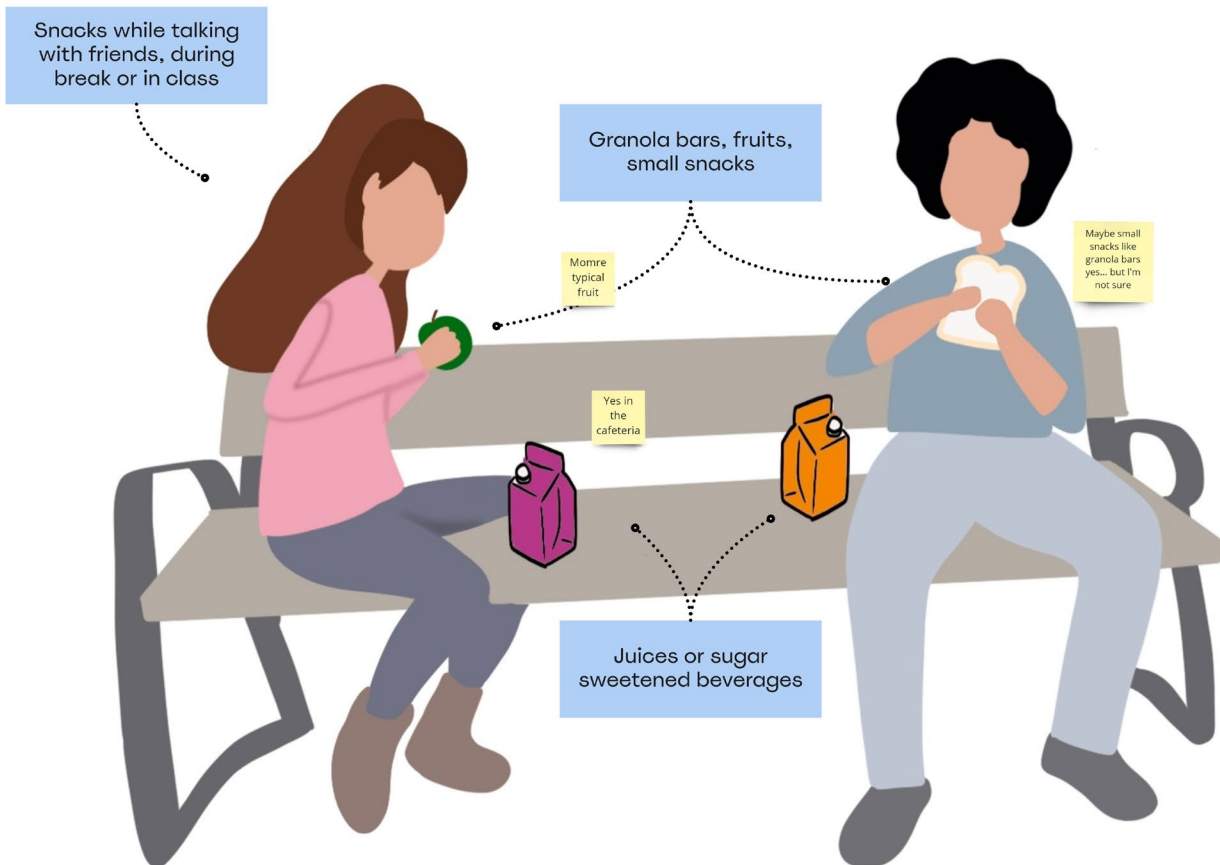 Snacks while talking
with friends, during
break or in class
Granola bars, fruits,
small snacks
Momre
typical
fruit
Maybe small
snacks like
granola bars
yes... but I'm
not sure
Yes in
the
cafeteria
Juices or sugar
sweetened beverages